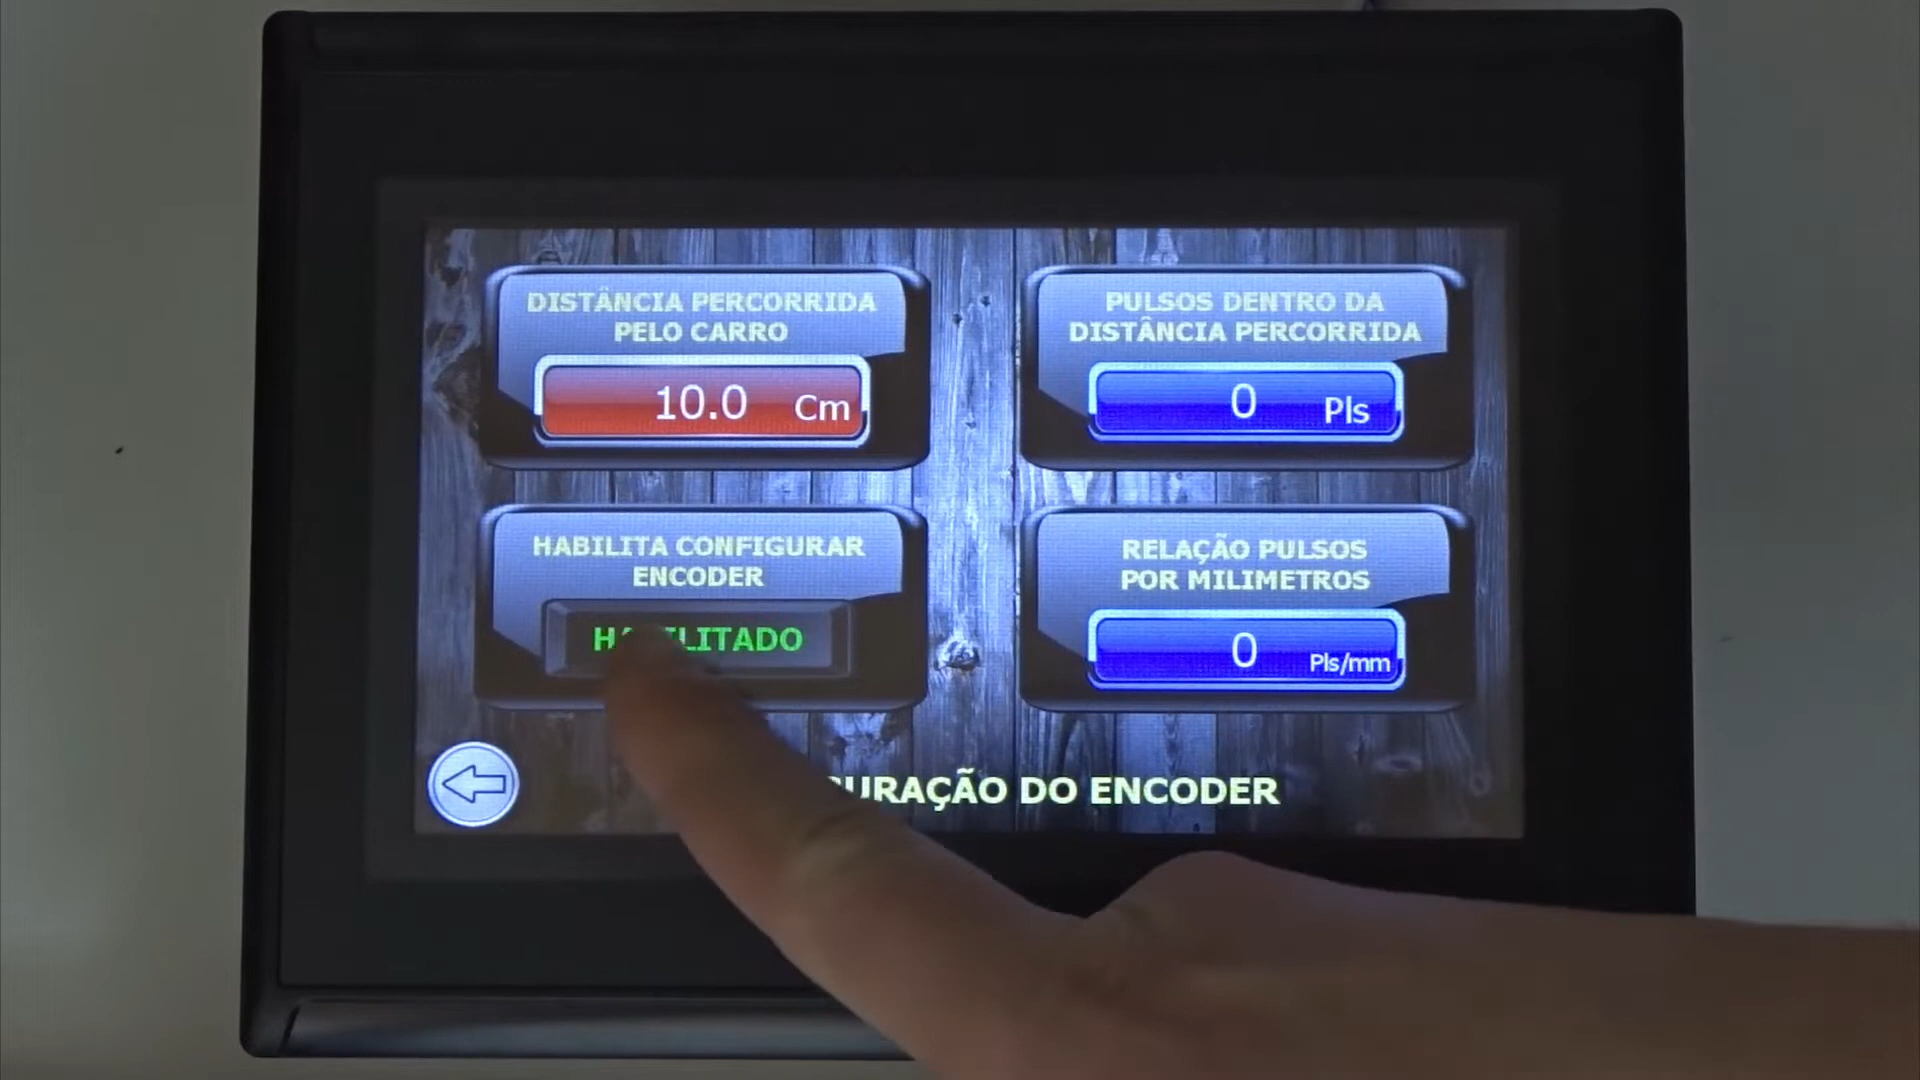 DISTÂNCIA PERCORRIDA
PELO CARRO
10.0 Cm
PULSOS DENTRO DA
DISTÂNCIA PERCORRIDA
0 Pls
HABILITA CONFIGURAR
ENCODER
HABILITADO
RELAÇÃO PULSOS
POR MILIMETROS
0 Pls/mm
DO ENCODER